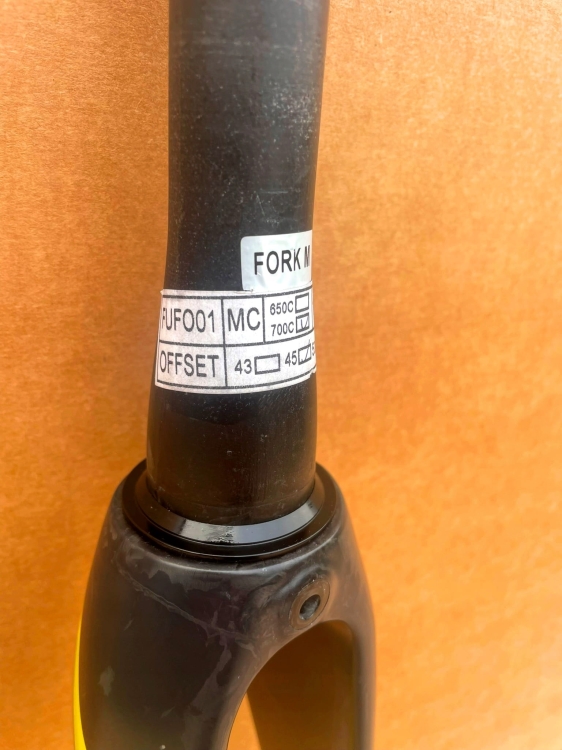 FORK M
FUFO01 MC 650C
700C
OFFSET 43 45